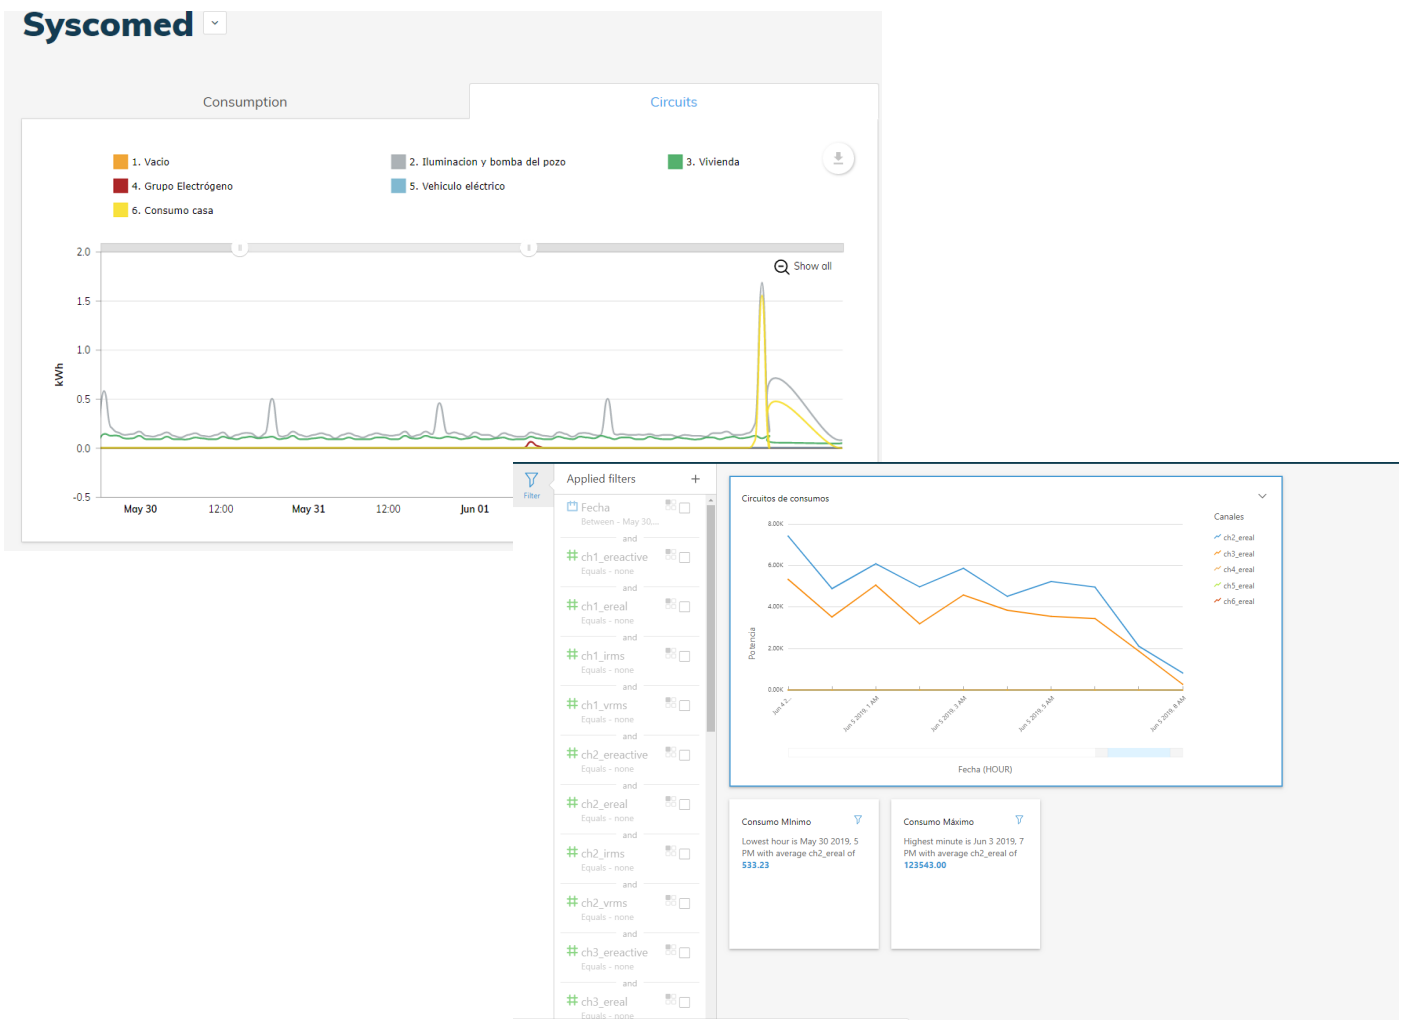 Syscomed
Consumption
Circuits
1. Vacio
2. Iluminacion y bomba del pozo
3. Vivienda
4. Grupo Electrógeno
5. Vehiculo eléctrico
6. Consumo casa
Show all
2.0
1.5
1.0
0.5
0.0
-0.5
kWh
May 30
12:00
May 31
12:00
Jun 01
Filter
Applied filters
+
Fecha
Between - May 30...
and
ch1_ereactive
Equals - none
and
ch1_ereal
Equals - none
and
ch1_irms
Equals - none
and
ch1_vrms
Equals - none
and
ch2_ereactive
Equals - none
and
ch2_ereal
Equals - none
and
ch2_irms
Equals - none
and
ch2_vrms
Equals - none
and
ch3_ereactive
Equals - none
and
ch3_ereal
Equals - none
Circuitos de consumos
8.00K
6.00K
4.00K
2.00K
0.00K
Potencia
Jun 4 2...
Jun 5 2019, 1 AM
Jun 5 2019, 3 AM
Jun 5 2019, 5 AM
Jun 5 2019, 8 AM
Fecha (HOUR)
Canales
ch2_ereal
ch3_ereal
ch4_ereal
ch5_ereal
ch6_ereal
Consumo MInimo
Lowest hour is May 30 2019, 5
PM with average ch2_ereal of
533.23
Consumo Máximo
Highest minute is Jun 3 2019, 7
PM with average ch2_ereal of
123543.00